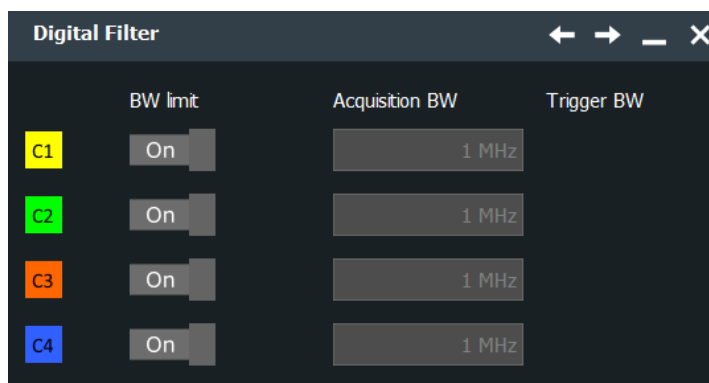 Digital Filter
BW limit Acquisition BW Trigger BW
C1 On 1 MHz
C2 On 1 MHz
C3 On 1 MHz
C4 On 1 MHz